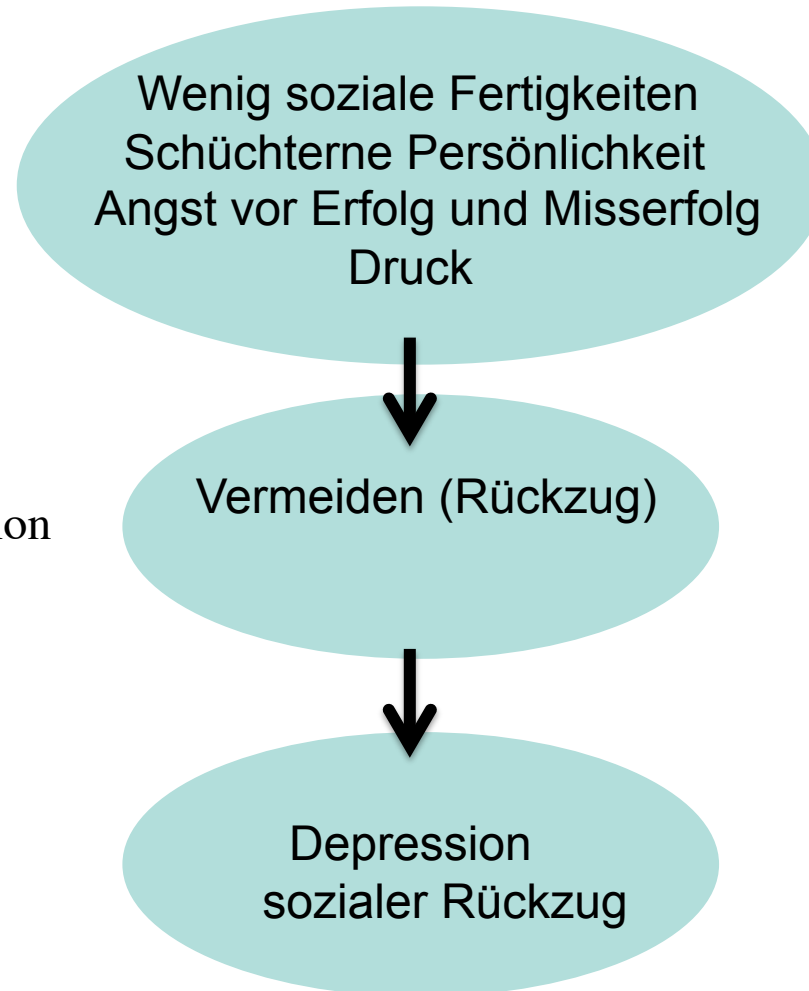 Wenig soziale Fertigkeiten
Schüchterne Persönlichkeit
Angst vor Erfolg und Misserfolg
Druck
Vermeiden (Rückzug)
Depression
sozialer Rückzug